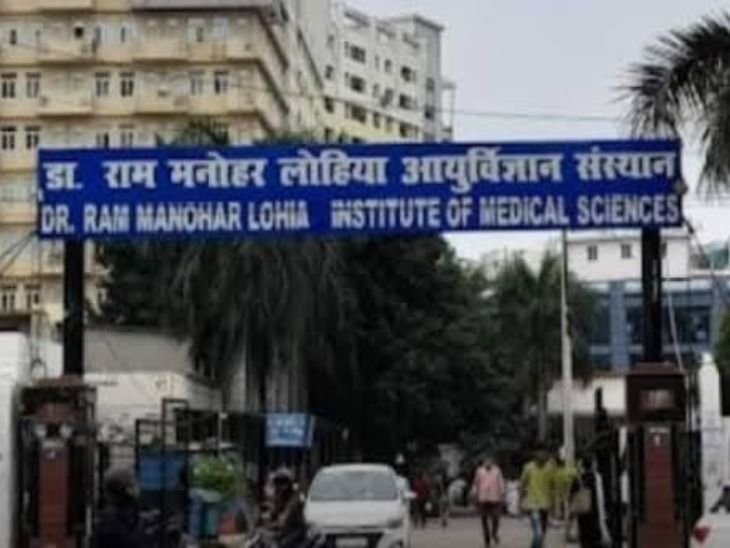 डा. राम मनोहर लोहिया आयुर्विज्ञान संस्थान
DR. RAM MANOHAR LOHIA INSTITUTE OF MEDICAL SCIENCES